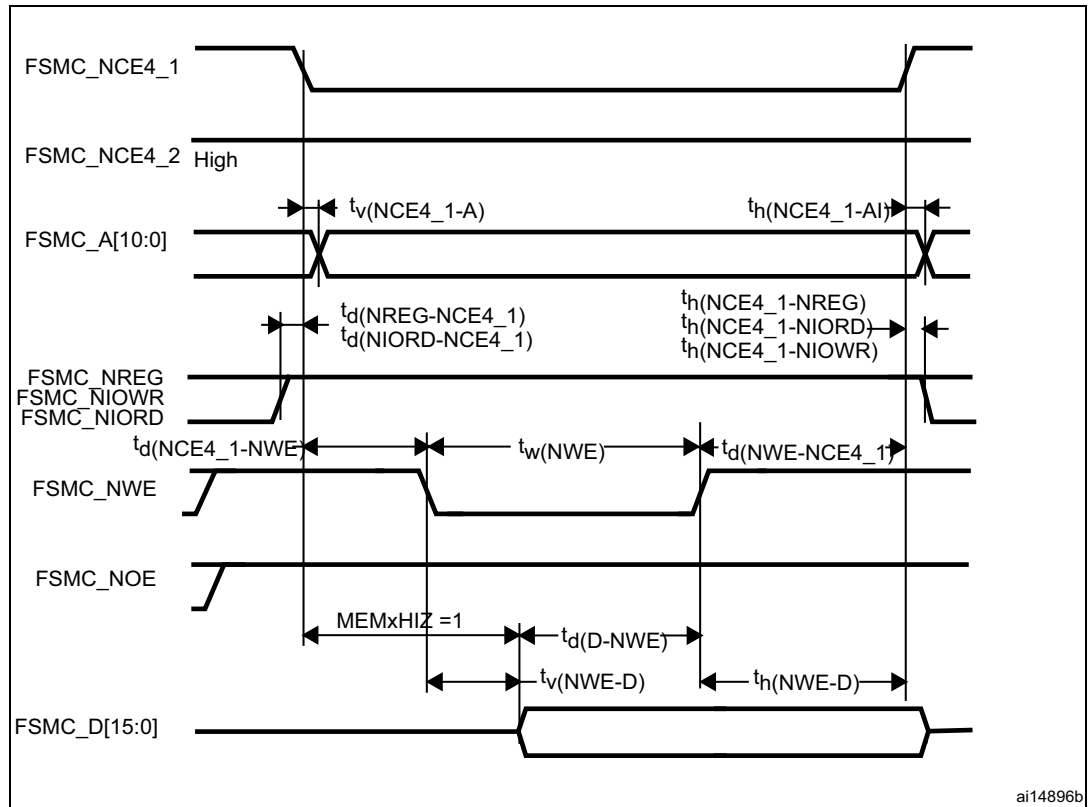 FSMC_NCE4_1
FSMC_NCE4_2 High
tv(NCE4_1-A)
th(NCE4_1-AI)
FSMC_A[10:0]
td(NREG-NCE4_1)
td(NIORD-NCE4_1)
th(NCE4_1-NREG)
th(NCE4_1-NIORD)
th(NCE4_1-NIOWR)
FSMC_NREG
FSMC_NIOWR
FSMC_NIORD
td(NCE4_1-NWE)
tw(NWE)
td(NWE-NCE4_1)
FSMC_NWE
FSMC_NOE
MEMxHIZ =1
td(D-NWE)
tv(NWE-D)
th(NWE-D)
FSMC_D[15:0]
ai14896b